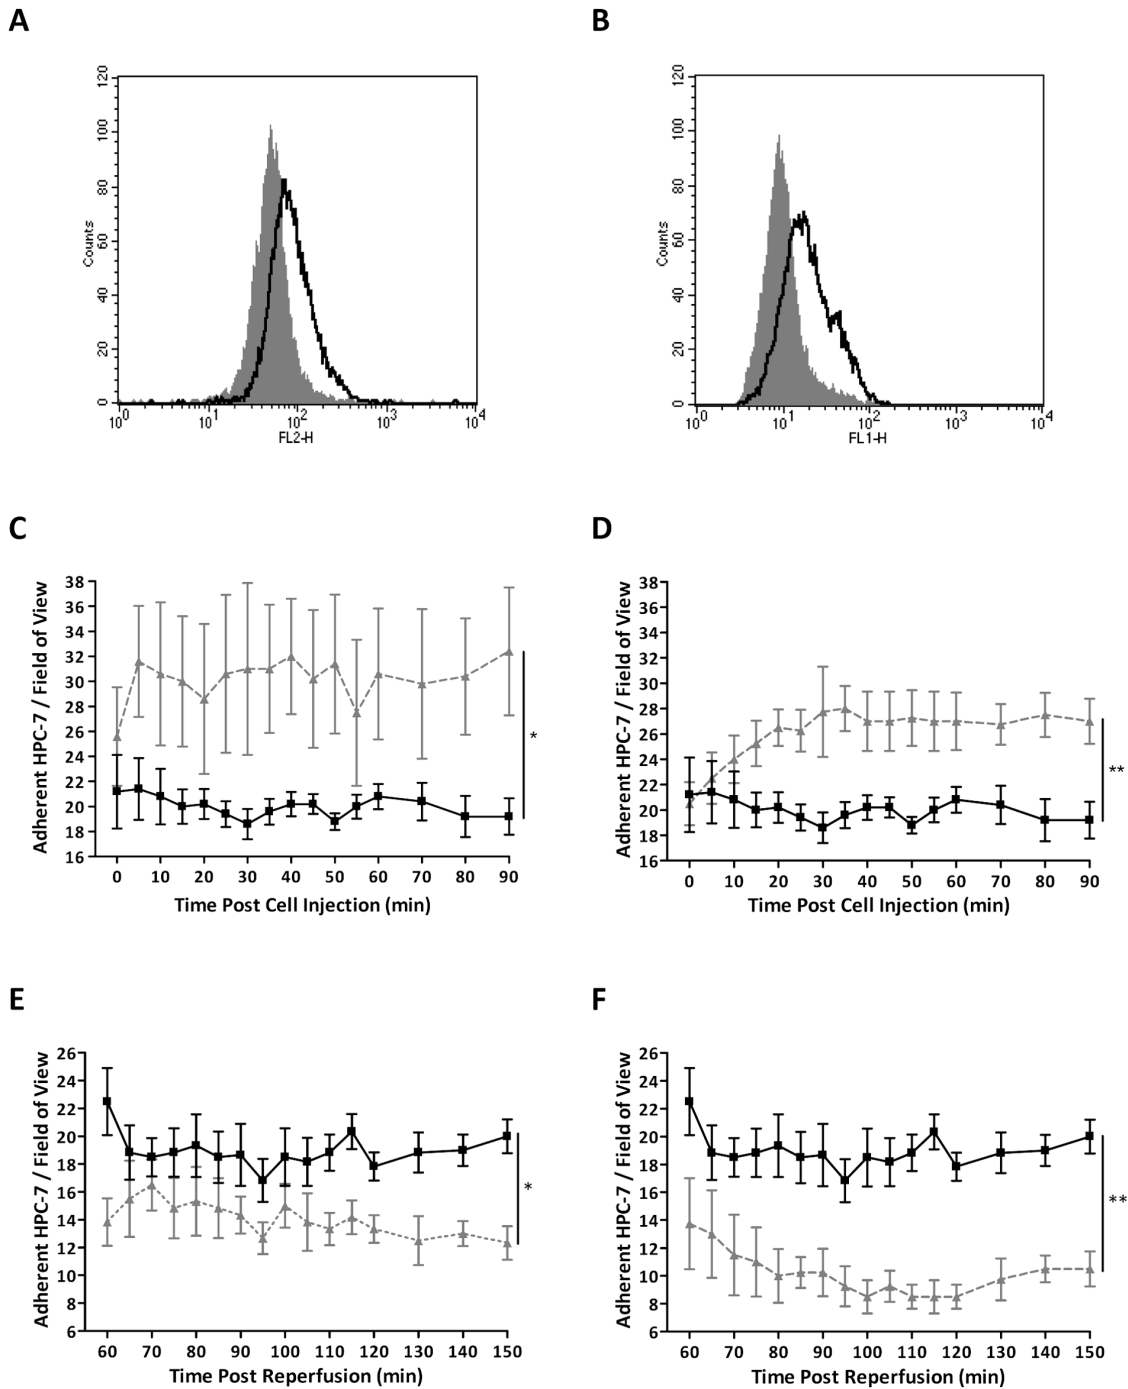 A
B
120
100
80
60
40
20
0
Counts
10^0 10^1 10^2 10^3 10^4
FL2-H
120
100
80
60
40
20
0
Counts
10^0 10^1 10^2 10^3 10^4
FL1-H
C
D
Adherent HPC-7 / Field of View
38
36
34
32
30
28
26
24
22
20
18
16
*
0 10 20 30 40 50 60 70 80 90
Time Post Cell Injection (min)
Adherent HPC-7 / Field of View
38
36
34
32
30
28
26
24
22
20
18
16
**
0 10 20 30 40 50 60 70 80 90
Time Post Cell Injection (min)
E
F
Adherent HPC-7 / Field of View
26
24
22
20
18
16
14
12
10
8
6
*
60 70 80 90 100 110 120 130 140 150
Time Post Reperfusion (min)
Adherent HPC-7 / Field of View
26
24
22
20
18
16
14
12
10
8
6
**
60 70 80 90 100 110 120 130 140 150
Time Post Reperfusion (min)